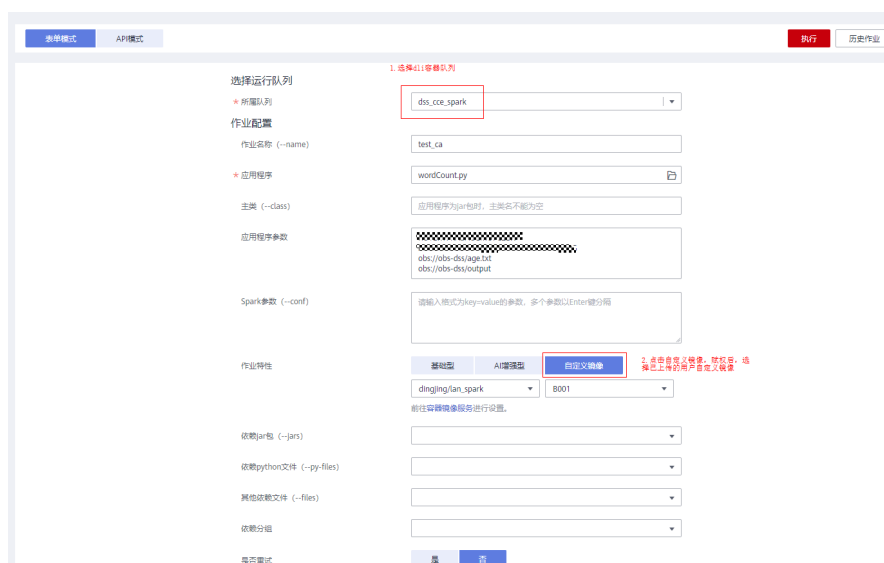 表单模式 API模式 执行 历史作业
1.选择dli容器队列
选择运行队列
★ 所属队列 dss_cce_spark
作业配置
作业名称（--name） test_ca
★ 应用程序 wordCount.py
主类（--class） 应用程序为jar包时，主类名不能为空
应用程序参数
obs://obs-dss/age.txt
obs://obs-dss/output
Spark参数（--conf） 请输入格式为key=value的参数，多个参数以Enter键分隔
作业特性 基础型 AI增强型 自定义镜像
2.点击自定义镜像，赋权后，选
择已上传的用户自定义镜像
dingjing/lan_spark B001
前往容器镜像服务进行设置。
依赖jar包（--jars）
依赖python文件（--py-files）
其他依赖文件（--files）
依赖分组
是否重试 是 否